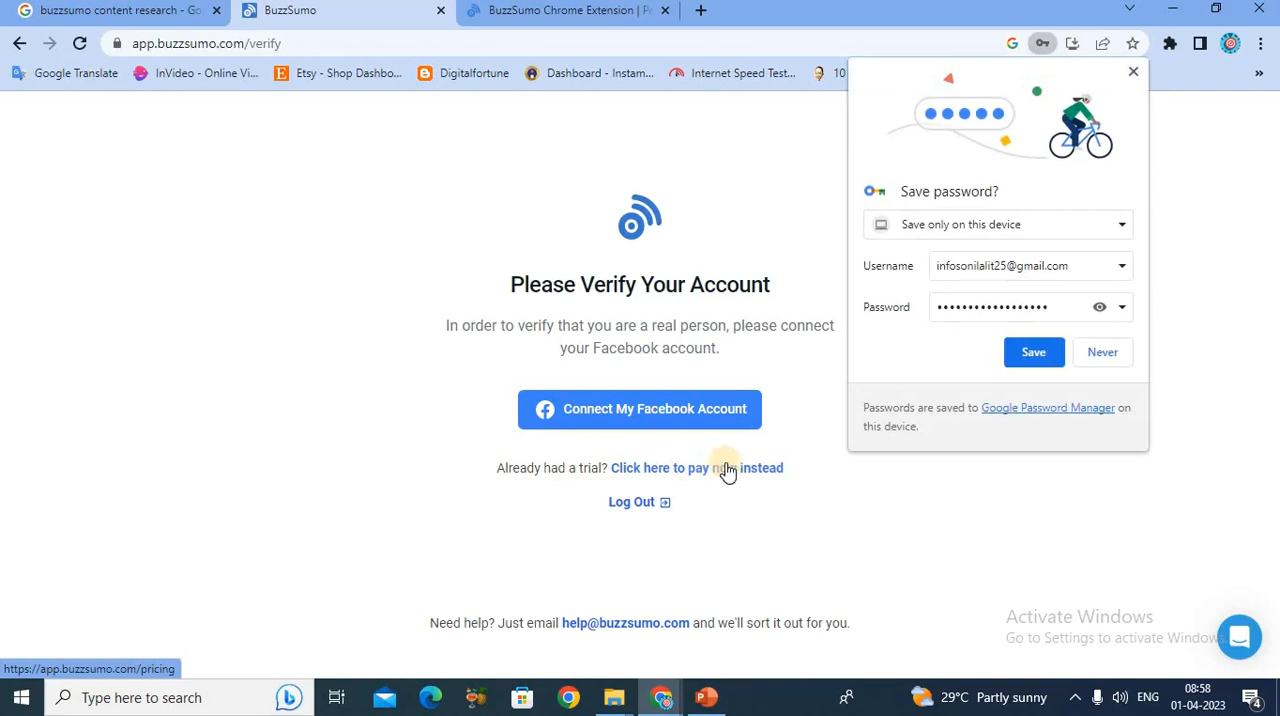 buzzsumo content research - Go
BuzzSumo
BuzzSumo Chrome Extension | Po
app.buzzsumo.com/verify
Google Translate
InVideo - Online Vi...
Etsy - Shop Dashbo...
Digitalfortune
Dashboard - Instam...
Internet Speed Test...
10
»
Save password?
Save only on this device
Username infosonilalit25@gmail.com
Password ••••••••••••••••••
Save Never
Passwords are saved to Google Password Manager on
this device.
Please Verify Your Account
In order to verify that you are a real person, please connect
your Facebook account.
Connect My Facebook Account
Already had a trial? Click here to pay now instead
Log Out
Need help? Just email help@buzzsumo.com and we'll sort it out for you.
Activate Windows
Go to Settings to activate Windows.
https://app.buzzsumo.com/pricing
Type here to search
29°C Partly sunny
ENG
08:58
01-04-2023
4